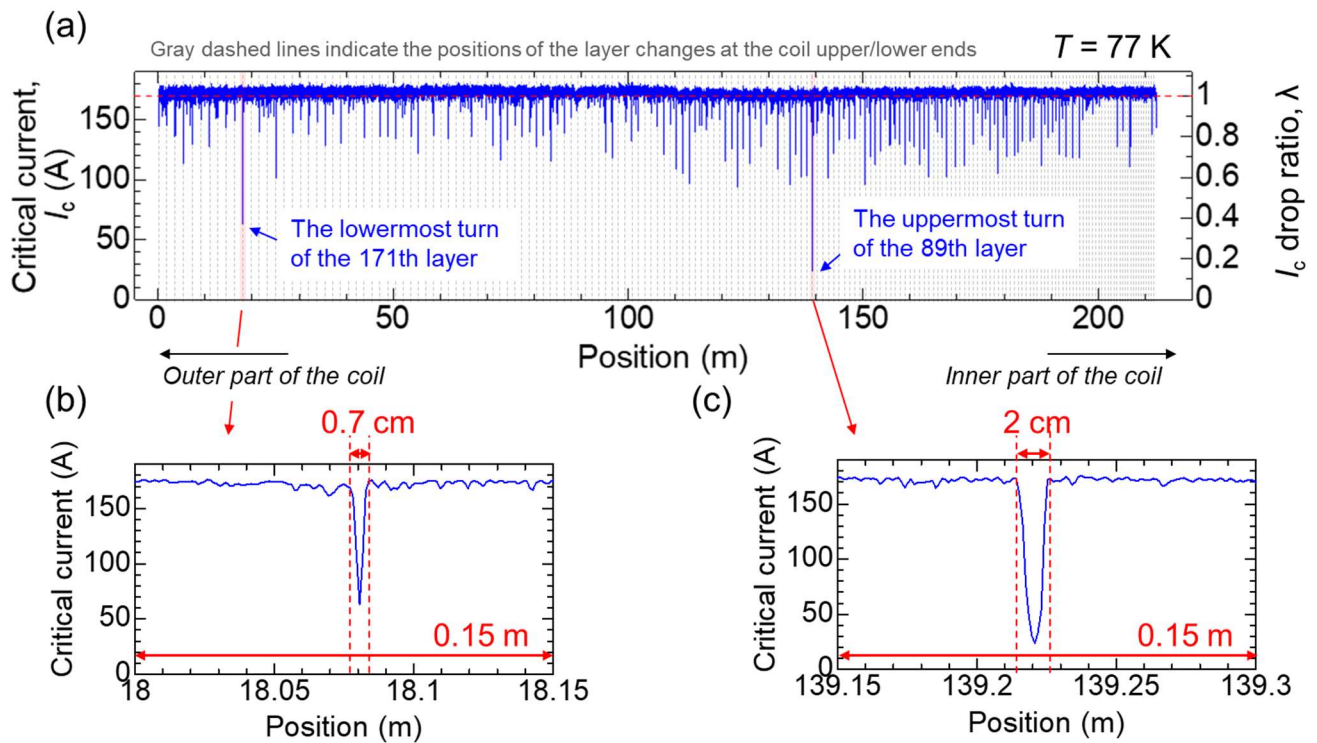 (a)
Gray dashed lines indicate the positions of the layer changes at the coil upper/lower ends
T = 77 K
Critical current,
Ic (A)
150
100
50
0
1
0.8
0.6
0.4
0.2
0
Ic drop ratio, λ
The lowermost turn
of the 171th layer
The uppermost turn
of the 89th layer
0
50
100
150
200
Position (m)
Outer part of the coil
Inner part of the coil
(b)
0.7 cm
Critical current (A)
150
100
50
0
0.15 m
18
18.05
18.1
18.15
Position (m)
(c)
2 cm
Critical current (A)
150
100
50
0
0.15 m
139.15
139.2
139.25
139.3
Position (m)